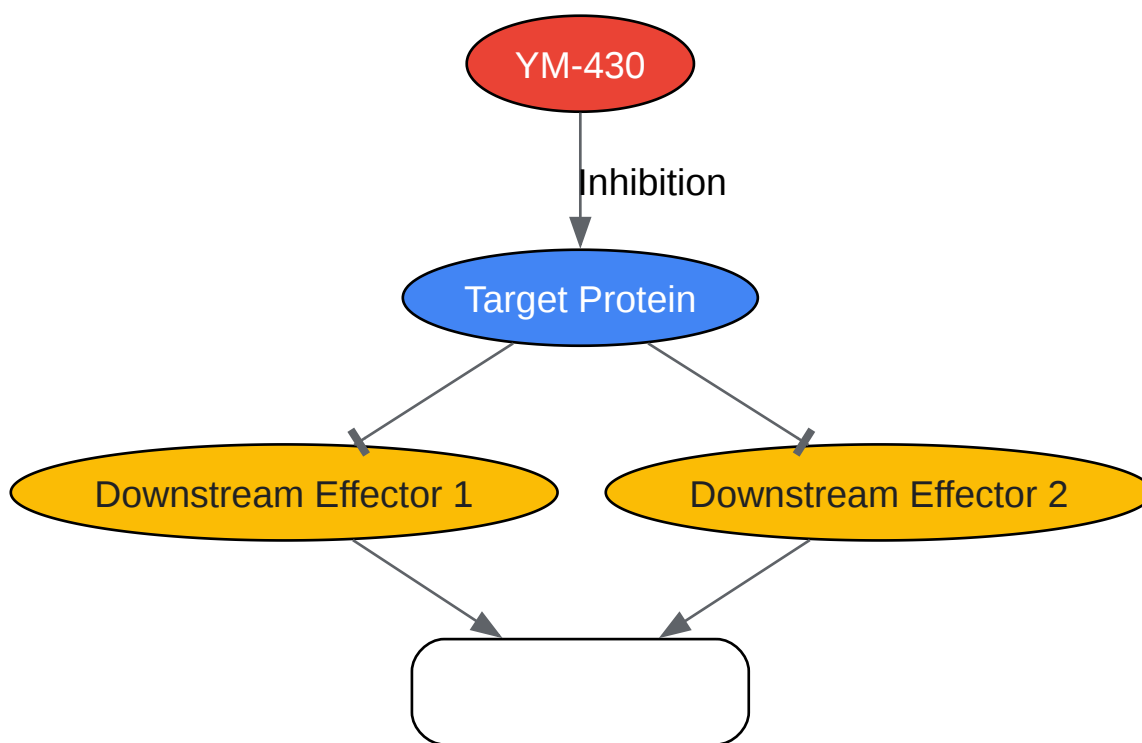 YM-430
Inhibition
Target Protein
Downstream Effector 1
Downstream Effector 2